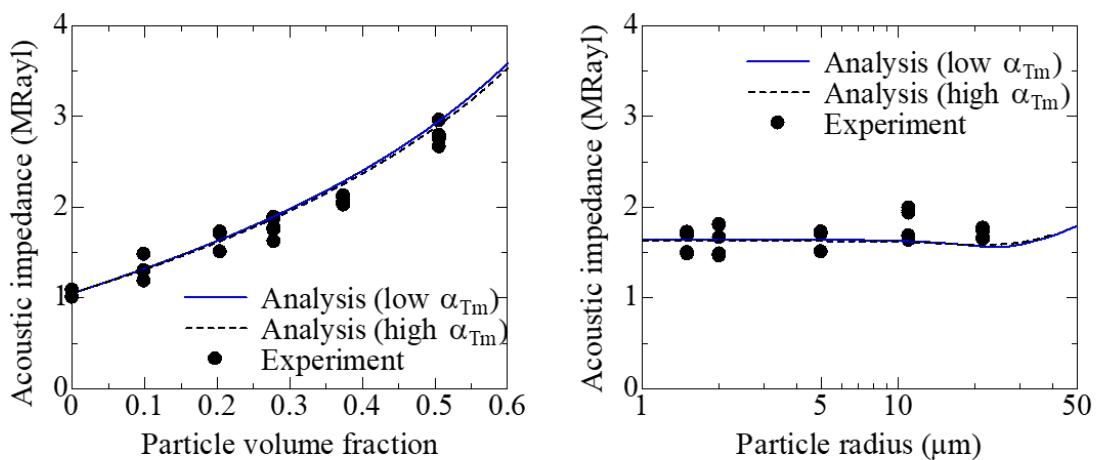 Acoustic impedance (MRayl)
4
3
2
1
0
0
0.1
0.2
0.3
0.4
0.5
0.6
Particle volume fraction
Analysis (low αTm)
Analysis (high αTm)
Experiment
Acoustic impedance (MRayl)
4
3
2
1
0
1
5
10
50
Particle radius (μm)
Analysis (low αTm)
Analysis (high αTm)
Experiment